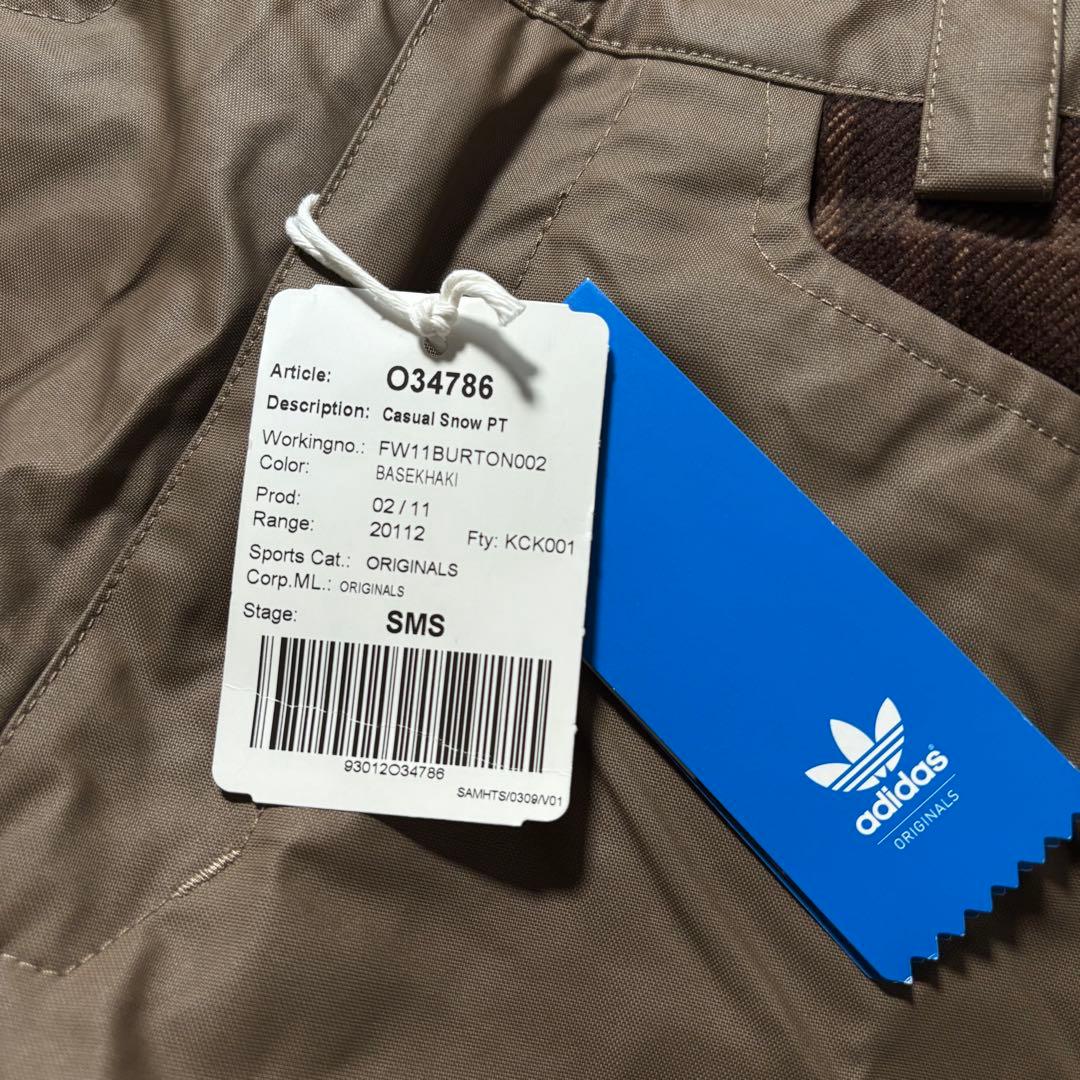 Article: O34786
Description: Casual Snow PT
Workingno.: FW11BURTON002
Color: BASEKHAKI
Prod: 02/11
Range: 20112 Fty: KCK001
Sports Cat.: ORIGINALS
Corp.ML.: ORIGINALS
Stage: SMS
93012O34786
SAMHTS/0309/V01
adidas®
ORIGINALS